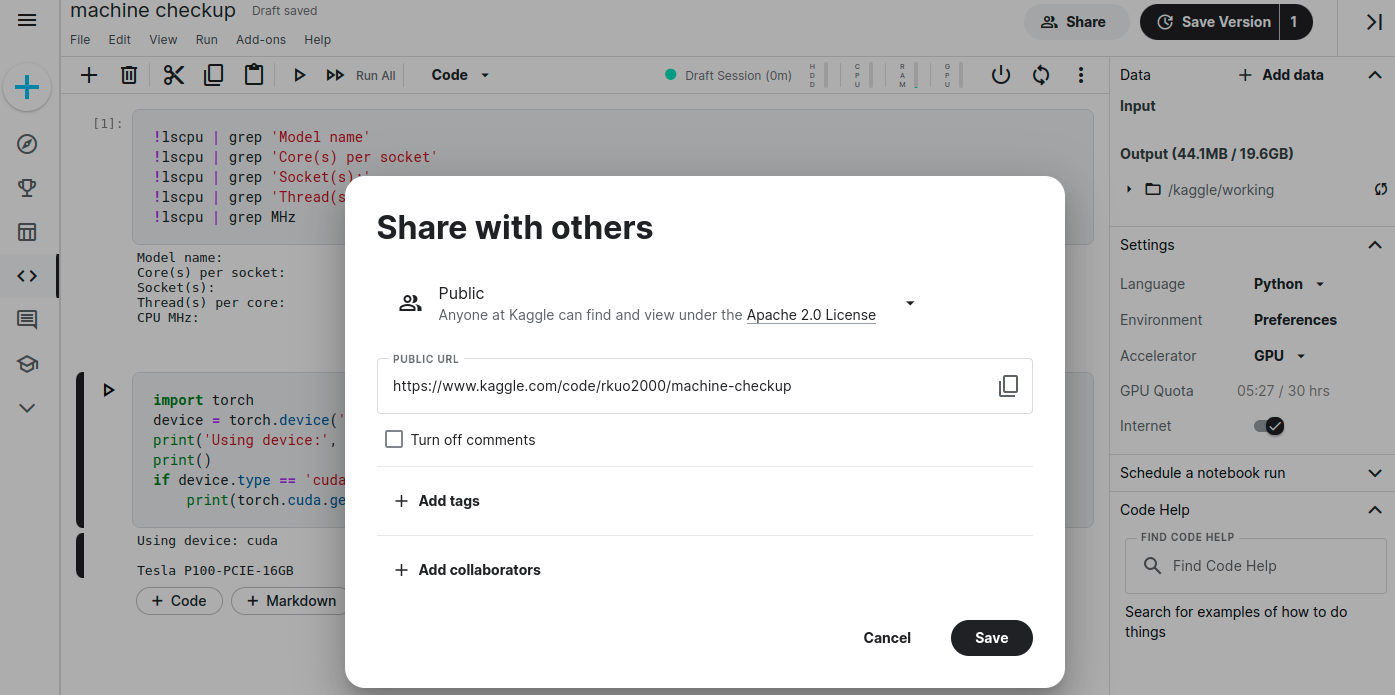 machine checkup Draft saved
File Edit View Run Add-ons Help
Share
Save Version 1
Run All
Code
Draft Session (0m)
HDD
CPU
RAM
GPU
[1]:
!lscpu | grep 'Model name'
!lscpu | grep 'Core(s) per socket'
!lscpu | grep 'Socket(s):'
!lscpu | grep 'Thread(s
!lscpu | grep MHz
Model name:
Core(s) per socket:
Socket(s):
Thread(s) per core:
CPU MHz:
import torch
device = torch.device('
print('Using device:',
print()
if device.type == 'cuda
print(torch.cuda.ge
Using device: cuda
Tesla P100-PCIE-16GB
+ Code + Markdown
Share with others
Public
Anyone at Kaggle can find and view under the Apache 2.0 License
PUBLIC URL
https://www.kaggle.com/code/rkuo2000/machine-checkup
Turn off comments
+ Add tags
+ Add collaborators
Cancel Save
Data + Add data
Input
Output (44.1MB / 19.6GB)
/kaggle/working
Settings
Language Python
Environment Preferences
Accelerator GPU
GPU Quota 05:27 / 30 hrs
Internet
Schedule a notebook run
Code Help
FIND CODE HELP
Find Code Help
Search for examples of how to do
things